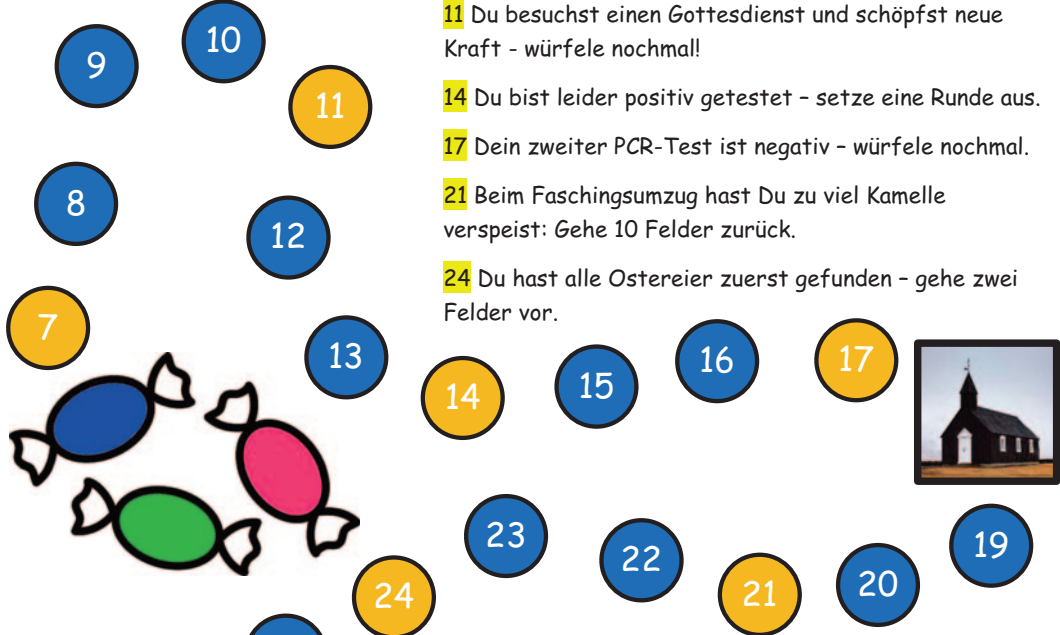 11 Du besuchst einen Gottesdienst und schöpfst neue
Kraft - würfele nochmal!
14 Du bist leider positiv getestet – setze eine Runde aus.
17 Dein zweiter PCR-Test ist negativ – würfele nochmal.
21 Beim Faschingsumzug hast Du zu viel Kamelle
verspeist: Gehe 10 Felder zurück.
24 Du hast alle Ostereier zuerst gefunden – gehe zwei
Felder vor.
7
8
9
10
11
12
13
14
15
16
17
19
20
21
22
23
24